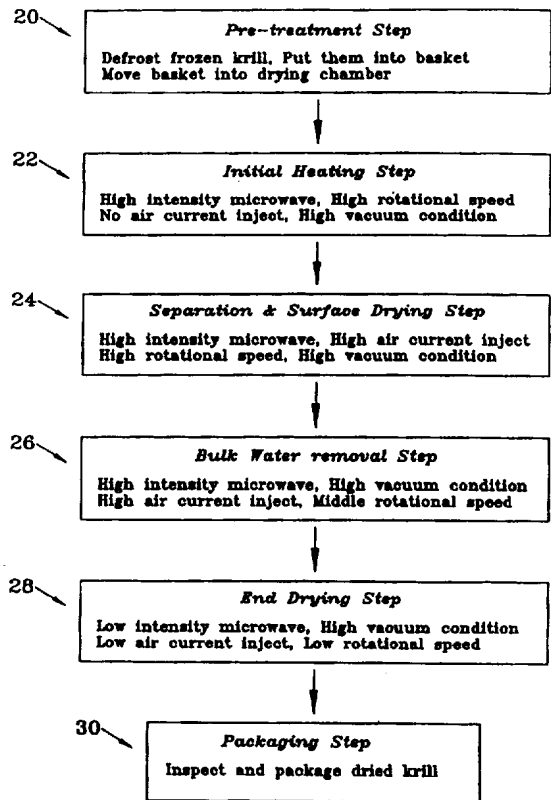 20
Pre-treatment Step
Defrost frozen krill, Put them into basket
Move basket into drying chamber
22
Initial Heating Step
High intensity microwave, High rotational speed
No air current inject, High vacuum condition
24
Separation & Surface Drying Step
High intensity microwave, High air current inject
High rotational speed, High vacuum condition
26
Bulk Water removal Step
High intensity microwave, High vacuum condition
High air current inject, Middle rotational speed
28
End Drying Step
Low intensity microwave, High vacuum condition
Low air current inject, Low rotational speed
30
Packaging Step
Inspect and package dried krill